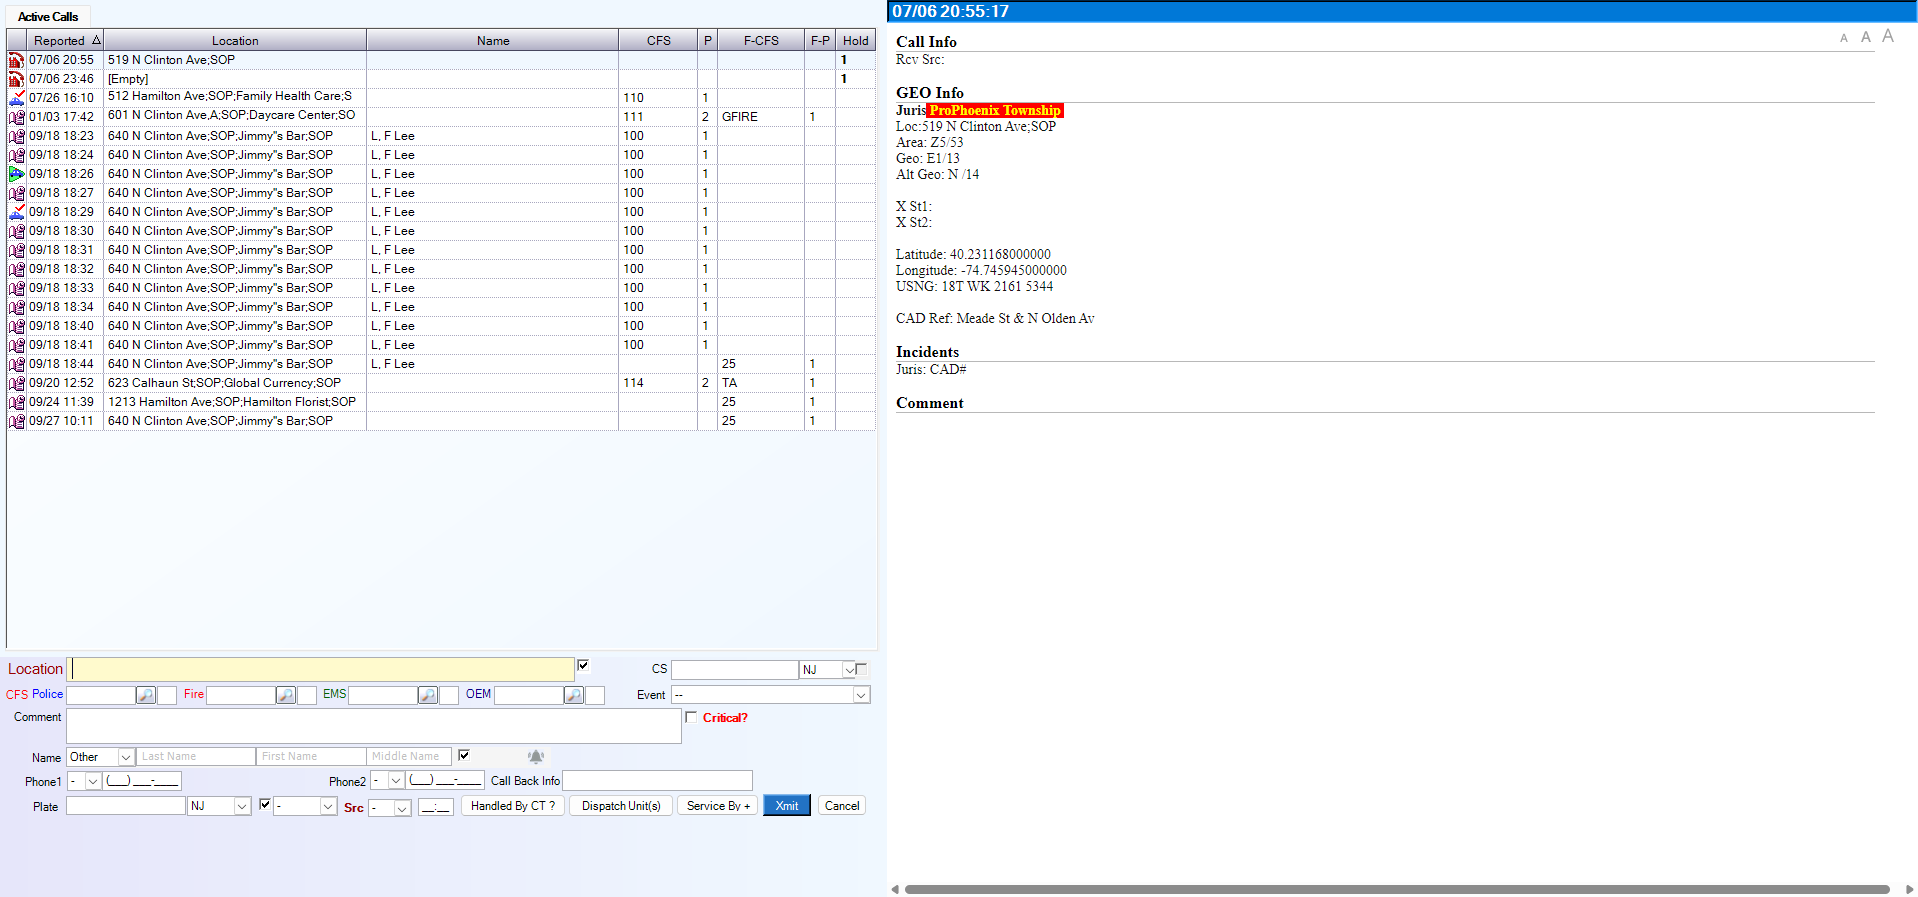 Active Calls
Reported Location Name CFS P F-CFS F-P Hold
07/06 20:55 519 N Clinton Ave;SOP 1
07/06 23:46 [Empty] 1
07/26 16:10 512 Hamilton Ave;SOP;Family Health Care;S 110 1
01/03 17:42 601 N Clinton Ave,A;SOP;Daycare Center;SO 111 2 GFIRE 1
09/18 18:23 640 N Clinton Ave;SOP;Jimmy"s Bar;SOP L, F Lee 100 1
09/18 18:24 640 N Clinton Ave;SOP;Jimmy"s Bar;SOP L, F Lee 100 1
09/18 18:26 640 N Clinton Ave;SOP;Jimmy"s Bar;SOP L, F Lee 100 1
09/18 18:27 640 N Clinton Ave;SOP;Jimmy"s Bar;SOP L, F Lee 100 1
09/18 18:29 640 N Clinton Ave;SOP;Jimmy"s Bar;SOP L, F Lee 100 1
09/18 18:30 640 N Clinton Ave;SOP;Jimmy"s Bar;SOP L, F Lee 100 1
09/18 18:31 640 N Clinton Ave;SOP;Jimmy"s Bar;SOP L, F Lee 100 1
09/18 18:32 640 N Clinton Ave;SOP;Jimmy"s Bar;SOP L, F Lee 100 1
09/18 18:33 640 N Clinton Ave;SOP;Jimmy"s Bar;SOP L, F Lee 100 1
09/18 18:34 640 N Clinton Ave;SOP;Jimmy"s Bar;SOP L, F Lee 100 1
09/18 18:40 640 N Clinton Ave;SOP;Jimmy"s Bar;SOP L, F Lee 100 1
09/18 18:41 640 N Clinton Ave;SOP;Jimmy"s Bar;SOP L, F Lee 100 1
09/18 18:44 640 N Clinton Ave;SOP;Jimmy"s Bar;SOP L, F Lee 25 1
09/20 12:52 623 Calhaun St;SOP;Global Currency;SOP 114 2 TA 1
09/24 11:39 1213 Hamilton Ave;SOP;Hamilton Florist;SOP 25 1
09/27 10:11 640 N Clinton Ave;SOP;Jimmy"s Bar;SOP 25 1
Location CS NJ
CFS Police Fire EMS OEM Event --
Comment Critical?
Name Other Last Name First Name Middle Name
Phone1 - (___) ___-____ Phone2 - (___) ___-____ Call Back Info
Plate NJ - Src - __:__ Handled By CT ? Dispatch Unit(s) Service By + Xmit Cancel
07/06 20:55:17
A A A
Call Info
Rcv Src:
GEO Info
Juris ProPhoenix Township
Loc:519 N Clinton Ave;SOP
Area: Z5/53
Geo: E1/13
Alt Geo: N /14
X St1:
X St2:
Latitude: 40.231168000000
Longitude: -74.745945000000
USNG: 18T WK 2161 5344
CAD Ref: Meade St & N Olden Av
Incidents
Juris: CAD#
Comment